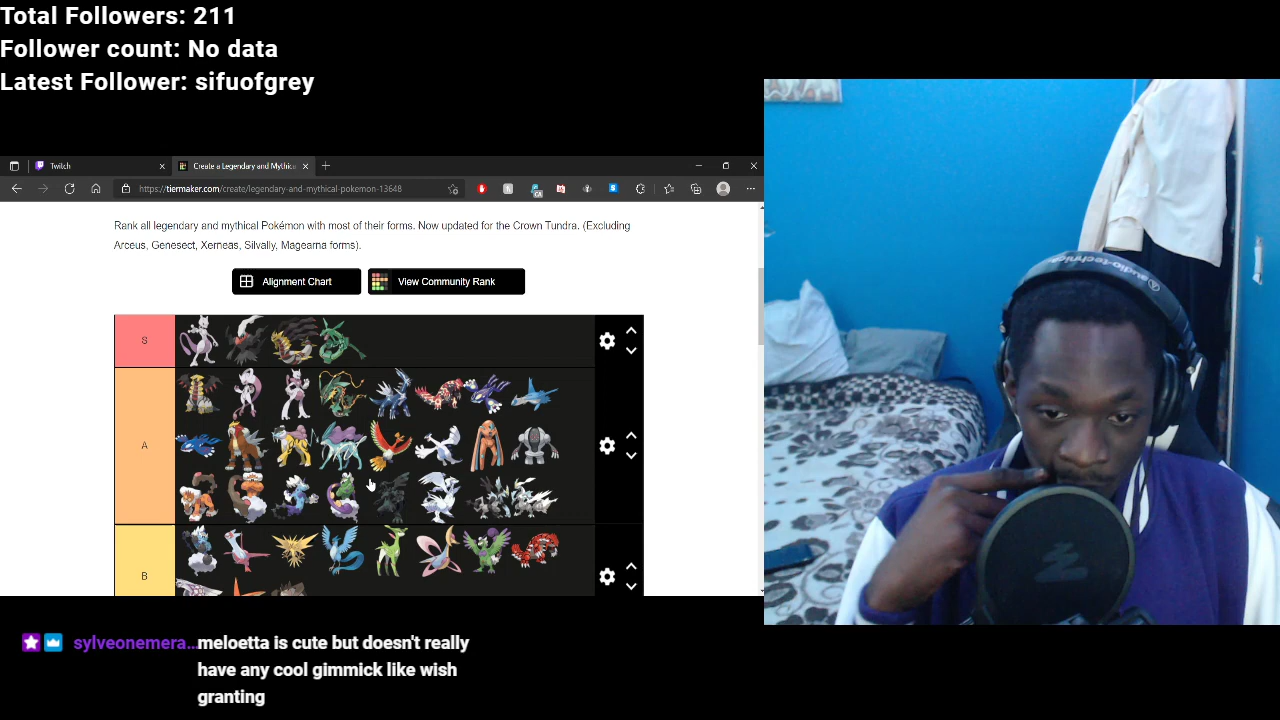 Total Followers: 211
Follower count: No data
Latest Follower: sifuofgrey
Twitch
Create a Legendary and Mythica
https://tiermaker.com/create/legendary-and-mythical-pokemon-13648
Rank all legendary and mythical Pokémon with most of their forms. Now updated for the Crown Tundra. (Excluding
Arceus, Genesect, Xerneas, Silvally, Magearna forms).
Alignment Chart
View Community Rank
S
A
B
audio-technica
sylveonemera...meloetta is cute but doesn't really
have any cool gimmick like wish
granting